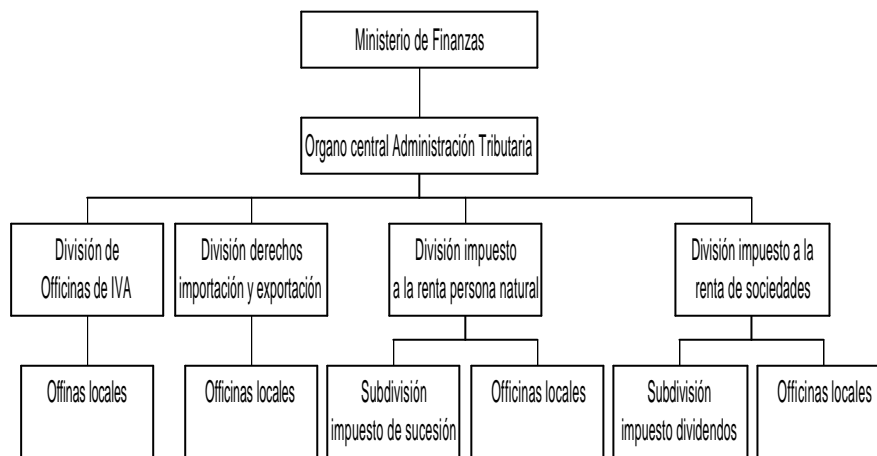 Ministerio de Finanzas
Organo central Administración Tributaria
División de
Officinas de IVA
División derechos
importación y exportación
División impuesto
a la renta persona natural
División impuesto a la
renta de sociedades
Offinas locales
Officinas locales
Subdivisión
impuesto de sucesión
Officinas locales
Subdivisión
impuesto dividendos
Officinas locales